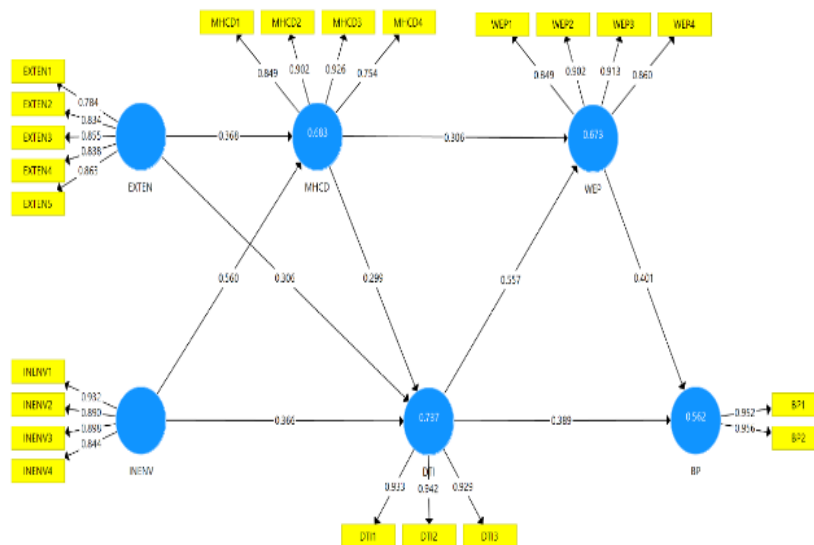 MHCD1
MHCD2
MHCD3
MHCD4
WEP1
WEP2
WEP3
WEP4
0.849
0.902
0.926
0.754
0.849
0.902
0.913
0.860
EXTEN1
EXTEN2
EXTEN3
EXTEN4
EXTEN5
0.784
0.834
0.855
0.838
0.863
EXTEN
0.368
0.683
MHCD
0.306
0.673
WEP
0.560
0.306
0.299
0.557
0.401
INENV1
INENV2
INENV3
INENV4
0.932
0.890
0.898
0.844
INENV
0.366
0.737
DTI
0.389
0.562
BP
0.952
0.956
BP1
BP2
0.933
0.942
0.929
DTI1
DTI2
DTI3